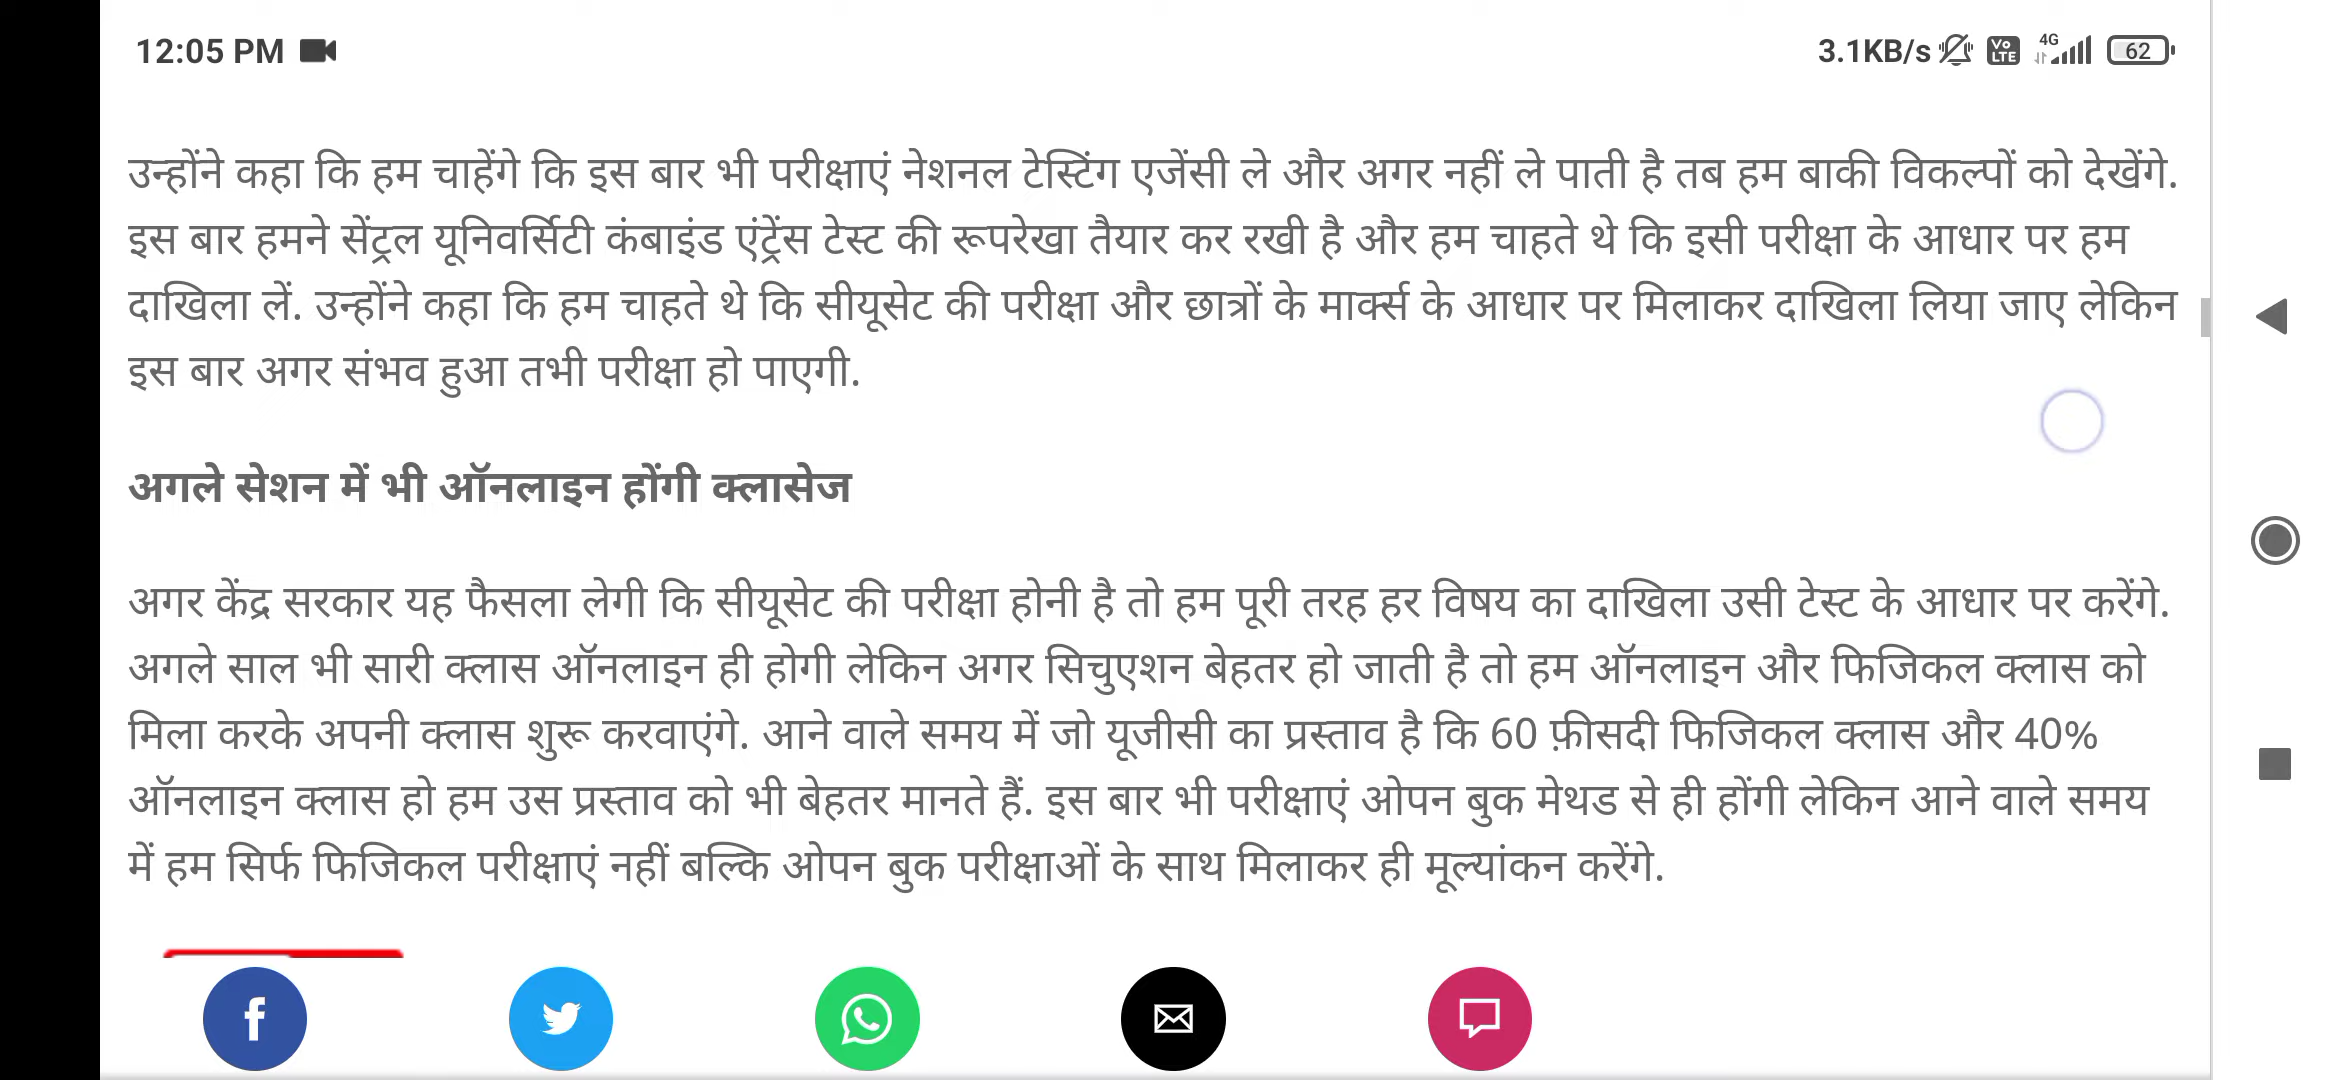 12:05 PM
3.1KB/s Vo LTE 4G 62
उन्होंने कहा कि हम चाहेंगे कि इस बार भी परीक्षाएं नेशनल टेस्टिंग एजेंसी ले और अगर नहीं ले पाती है तब हम बाकी विकल्पों को देखेंगे.
इस बार हमने सेंट्रल यूनिवर्सिटी कंबाइंड एंट्रेंस टेस्ट की रूपरेखा तैयार कर रखी है और हम चाहते थे कि इसी परीक्षा के आधार पर हम
दाखिला लें. उन्होंने कहा कि हम चाहते थे कि सीयूसेट की परीक्षा और छात्रों के मार्क्स के आधार पर मिलाकर दाखिला लिया जाए लेकिन
इस बार अगर संभव हुआ तभी परीक्षा हो पाएगी.
अगले सेशन में भी ऑनलाइन होंगी क्लासेज
अगर केंद्र सरकार यह फैसला लेगी कि सीयूसेट की परीक्षा होनी है तो हम पूरी तरह हर विषय का दाखिला उसी टेस्ट के आधार पर करेंगे.
अगले साल भी सारी क्लास ऑनलाइन ही होगी लेकिन अगर सिचुएशन बेहतर हो जाती है तो हम ऑनलाइन और फिजिकल क्लास को
मिला करके अपनी क्लास शुरू करवाएंगे. आने वाले समय में जो यूजीसी का प्रस्ताव है कि 60 फ़ीसदी फिजिकल क्लास और 40%
ऑनलाइन क्लास हो हम उस प्रस्ताव को भी बेहतर मानते हैं. इस बार भी परीक्षाएं ओपन बुक मेथड से ही होंगी लेकिन आने वाले समय
में हम सिर्फ फिजिकल परीक्षाएं नहीं बल्कि ओपन बुक परीक्षाओं के साथ मिलाकर ही मूल्यांकन करेंगे.